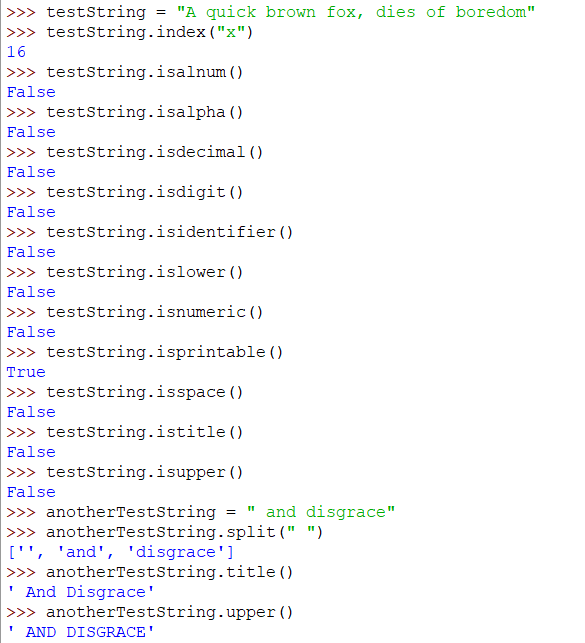 >>> testString = "A quick brown fox, dies of boredom"
>>> testString.index("x")
16
>>> testString.isalnum()
False
>>> testString.isalpha()
False
>>> testString.isdecimal()
False
>>> testString.isdigit()
False
>>> testString.isidentifier()
False
>>> testString.islower()
False
>>> testString.isnumeric()
False
>>> testString.isprintable()
True
>>> testString.isspace()
False
>>> testString.istitle()
False
>>> testString.isupper()
False
>>> anotherTestString = " and disgrace"
>>> anotherTestString.split(" ")
['', 'and', 'disgrace']
>>> anotherTestString.title()
' And Disgrace'
>>> anotherTestString.upper()
' AND DISGRACE'